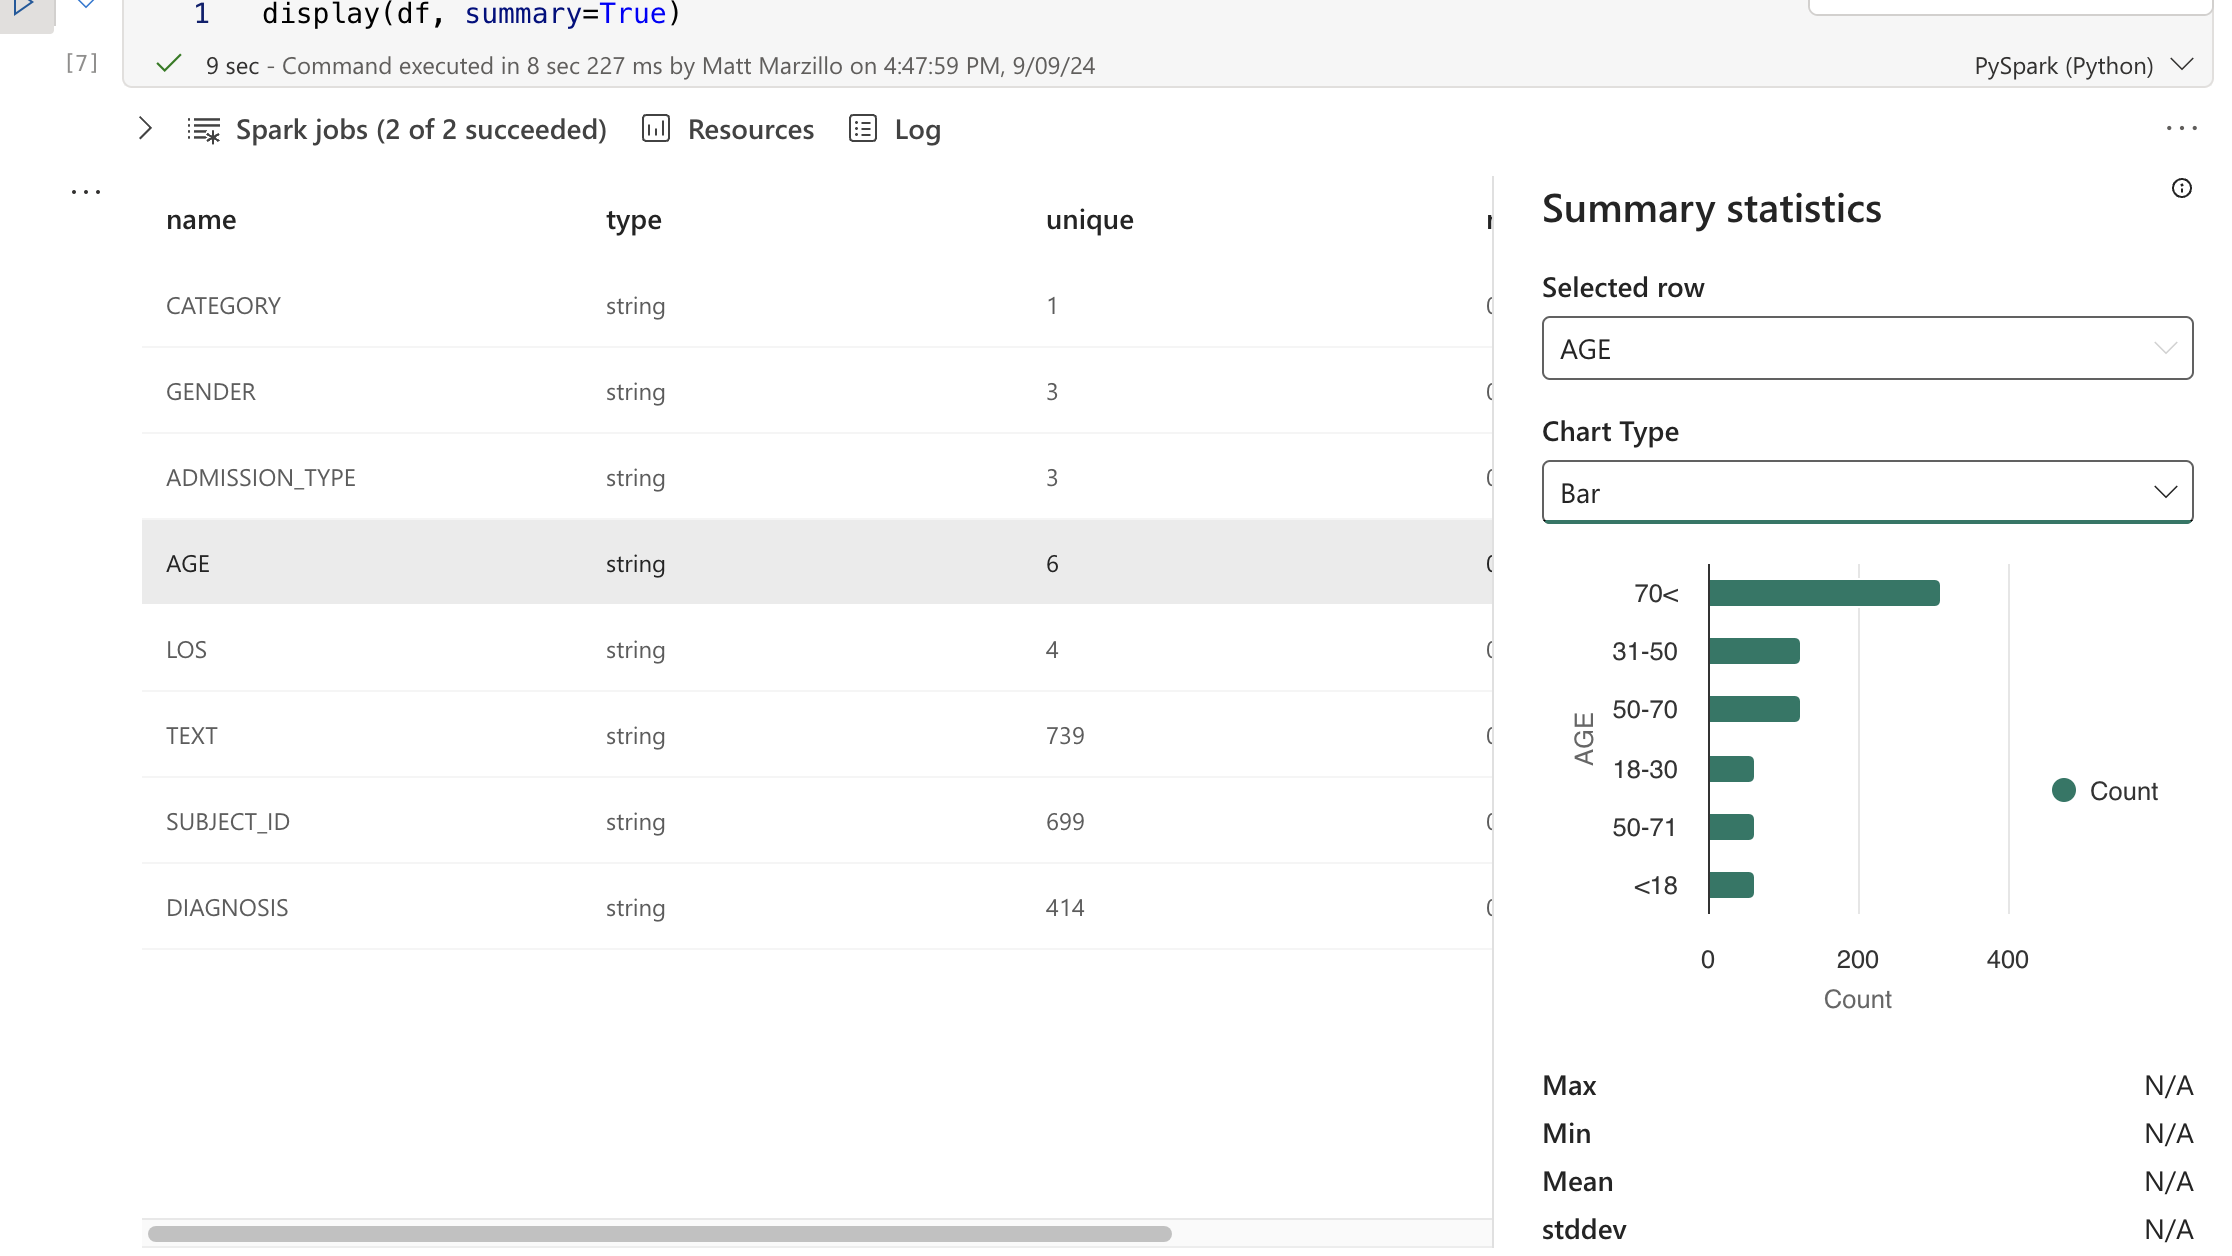 1 display(df, summary=True)
[7] 9 sec - Command executed in 8 sec 227 ms by Matt Marzillo on 4:47:59 PM, 9/09/24 PySpark (Python)
Spark jobs (2 of 2 succeeded) Resources Log
name type unique
CATEGORY string 1
GENDER string 3
ADMISSION_TYPE string 3
AGE string 6
LOS string 4
TEXT string 739
SUBJECT_ID string 699
DIAGNOSIS string 414
Summary statistics
Selected row
AGE
Chart Type
Bar
AGE
70<
31-50
50-70
18-30
50-71
<18
0 200 400
Count
Count
Max N/A
Min N/A
Mean N/A
stddev N/A